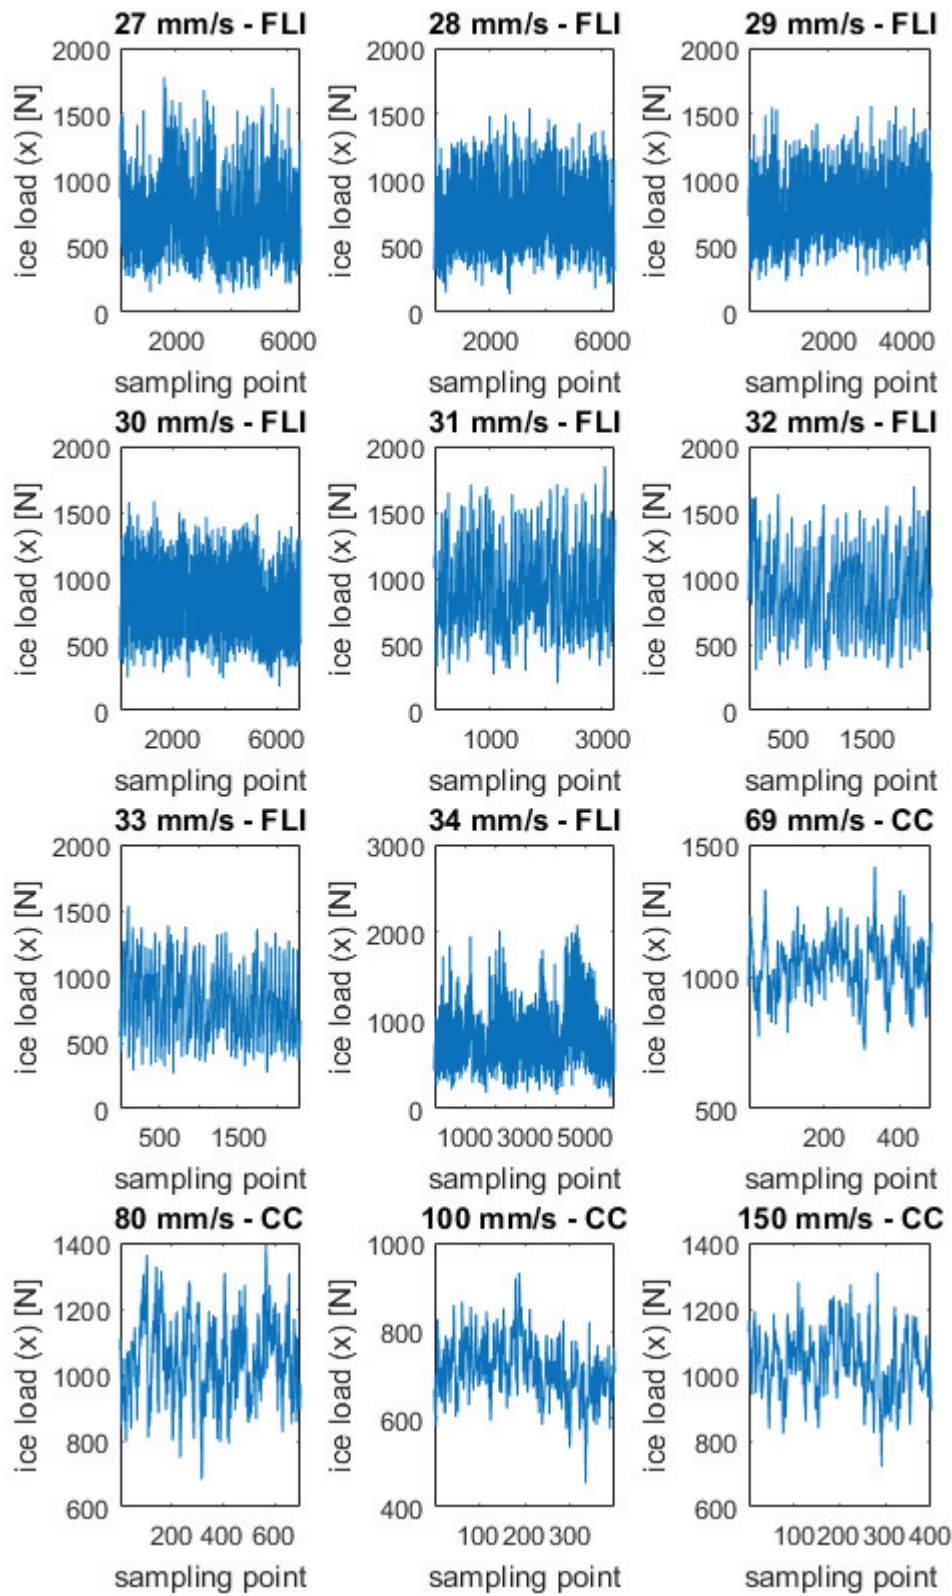 27 mm/s - FLI 28 mm/s - FLI 29 mm/s - FLI
2000 2000 2000
1500 1500 1500
1000 1000 1000
500 500 500
0 0 0
ice load (x) [N] ice load (x) [N] ice load (x) [N]
2000 6000 2000 6000 2000 4000
sampling point sampling point sampling point
30 mm/s - FLI 31 mm/s - FLI 32 mm/s - FLI
2000 2000 2000
1500 1500 1500
1000 1000 1000
500 500 500
0 0 0
ice load (x) [N] ice load (x) [N] ice load (x) [N]
2000 6000 1000 3000 500 1500
sampling point sampling point sampling point
33 mm/s - FLI 34 mm/s - FLI 69 mm/s - CC
2000 3000 1500
1500 2000 1000
1000 1000 500
500 0
0
ice load (x) [N] ice load (x) [N] ice load (x) [N]
500 1500 1000 3000 5000 200 400
sampling point sampling point sampling point
80 mm/s - CC 100 mm/s - CC 150 mm/s - CC
1400 1000 1400
1200 800 1200
1000 600 1000
800 400 800
600 600
ice load (x) [N] ice load (x) [N] ice load (x) [N]
200 400 600 100 200 300 100 200 300 400
sampling point sampling point sampling point